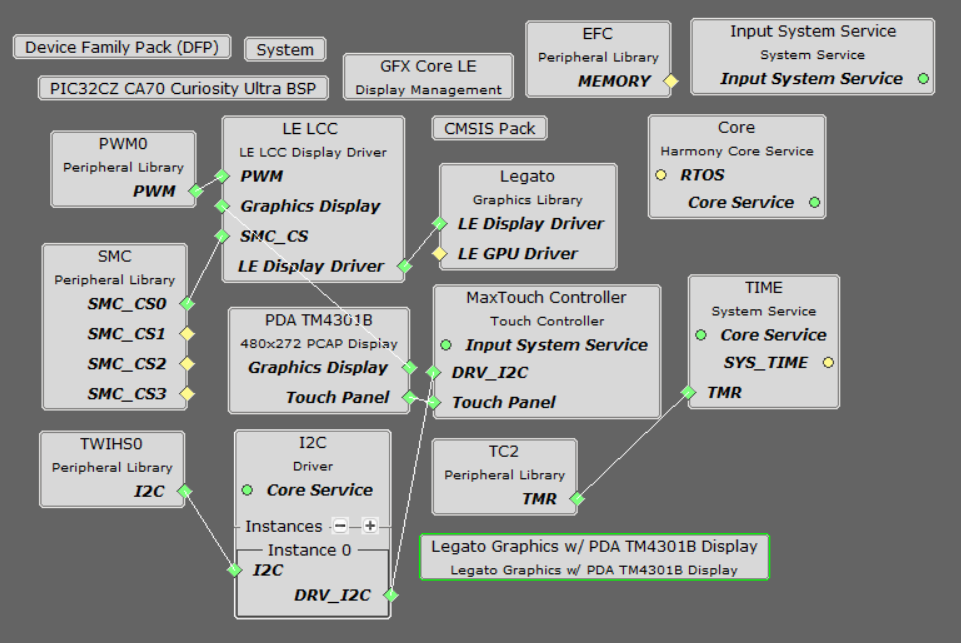 Device Family Pack (DFP)
System
PIC32CZ CA70 Curiosity Ultra BSP
GFX Core LE
Display Management
EFC
Peripheral Library
MEMORY
Input System Service
System Service
Input System Service
PWM0
Peripheral Library
PWM
LE LCC
LE LCC Display Driver
PWM
Graphics Display
SMC_CS
LE Display Driver
CMSIS Pack
Legato
Graphics Library
LE Display Driver
LE GPU Driver
Core
Harmony Core Service
RTOS
Core Service
SMC
Peripheral Library
SMC_CS0
SMC_CS1
SMC_CS2
SMC_CS3
PDA TM4301B
480x272 PCAP Display
Graphics Display
Touch Panel
MaxTouch Controller
Touch Controller
Input System Service
DRV_I2C
Touch Panel
TIME
System Service
Core Service
SYS_TIME
TMR
TWIHS0
Peripheral Library
I2C
I2C
Driver
Core Service
Instances
Instance 0
I2C
DRV_I2C
TC2
Peripheral Library
TMR
Legato Graphics w/ PDA TM4301B Display
Legato Graphics w/ PDA TM4301B Display